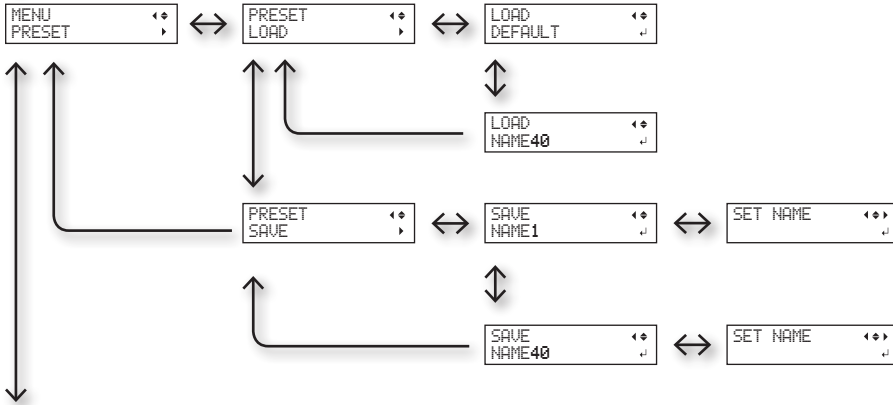 MENU
PRESET
PRESET
LOAD
LOAD
DEFAULT
LOAD
NAME40
PRESET
SAVE
SAVE
NAME1
SET NAME
SAVE
NAME40
SET NAME